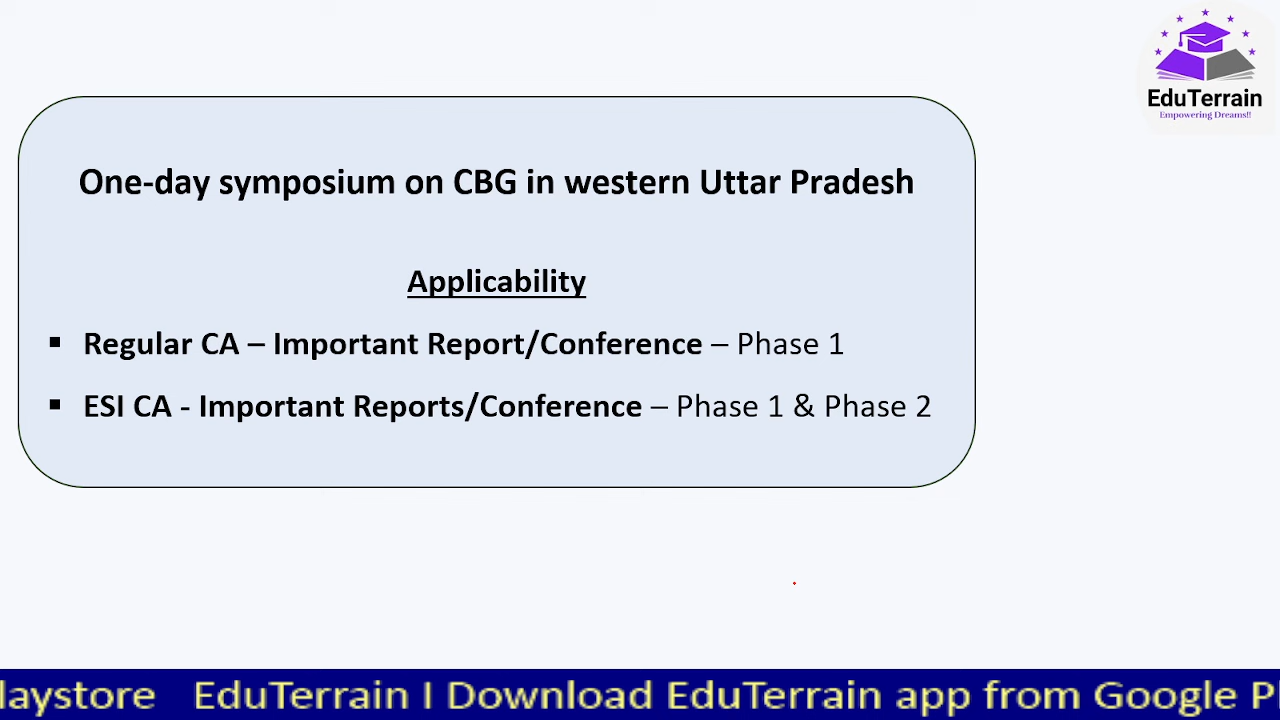 EduTerrain
Empowering Dreams!!
One-day symposium on CBG in western Uttar Pradesh
Applicability
▪ Regular CA – Important Report/Conference – Phase 1
▪ ESI CA - Important Reports/Conference – Phase 1 & Phase 2
laystore EduTerrain I Download EduTerrain app from Google Pl